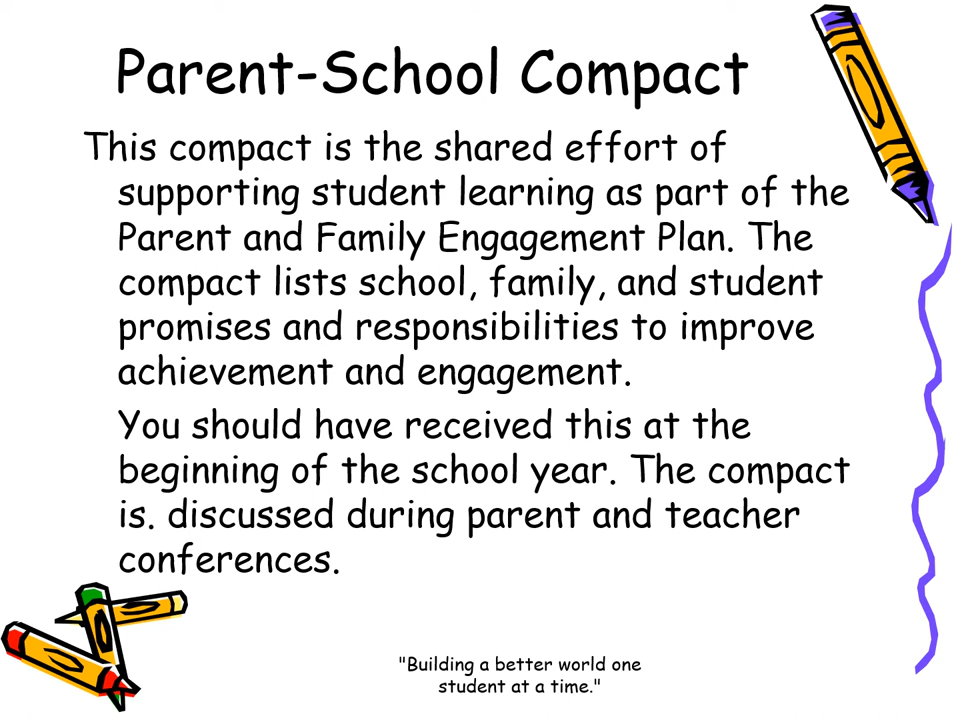 Parent-School Compact
This compact is the shared effort of
supporting student learning as part of the
Parent and Family Engagement Plan. The
compact lists school, family, and student
promises and responsibilities to improve
achievement and engagement.
You should have received this at the
beginning of the school year. The compact
is. discussed during parent and teacher
conferences.
"Building a better world one
student at a time."